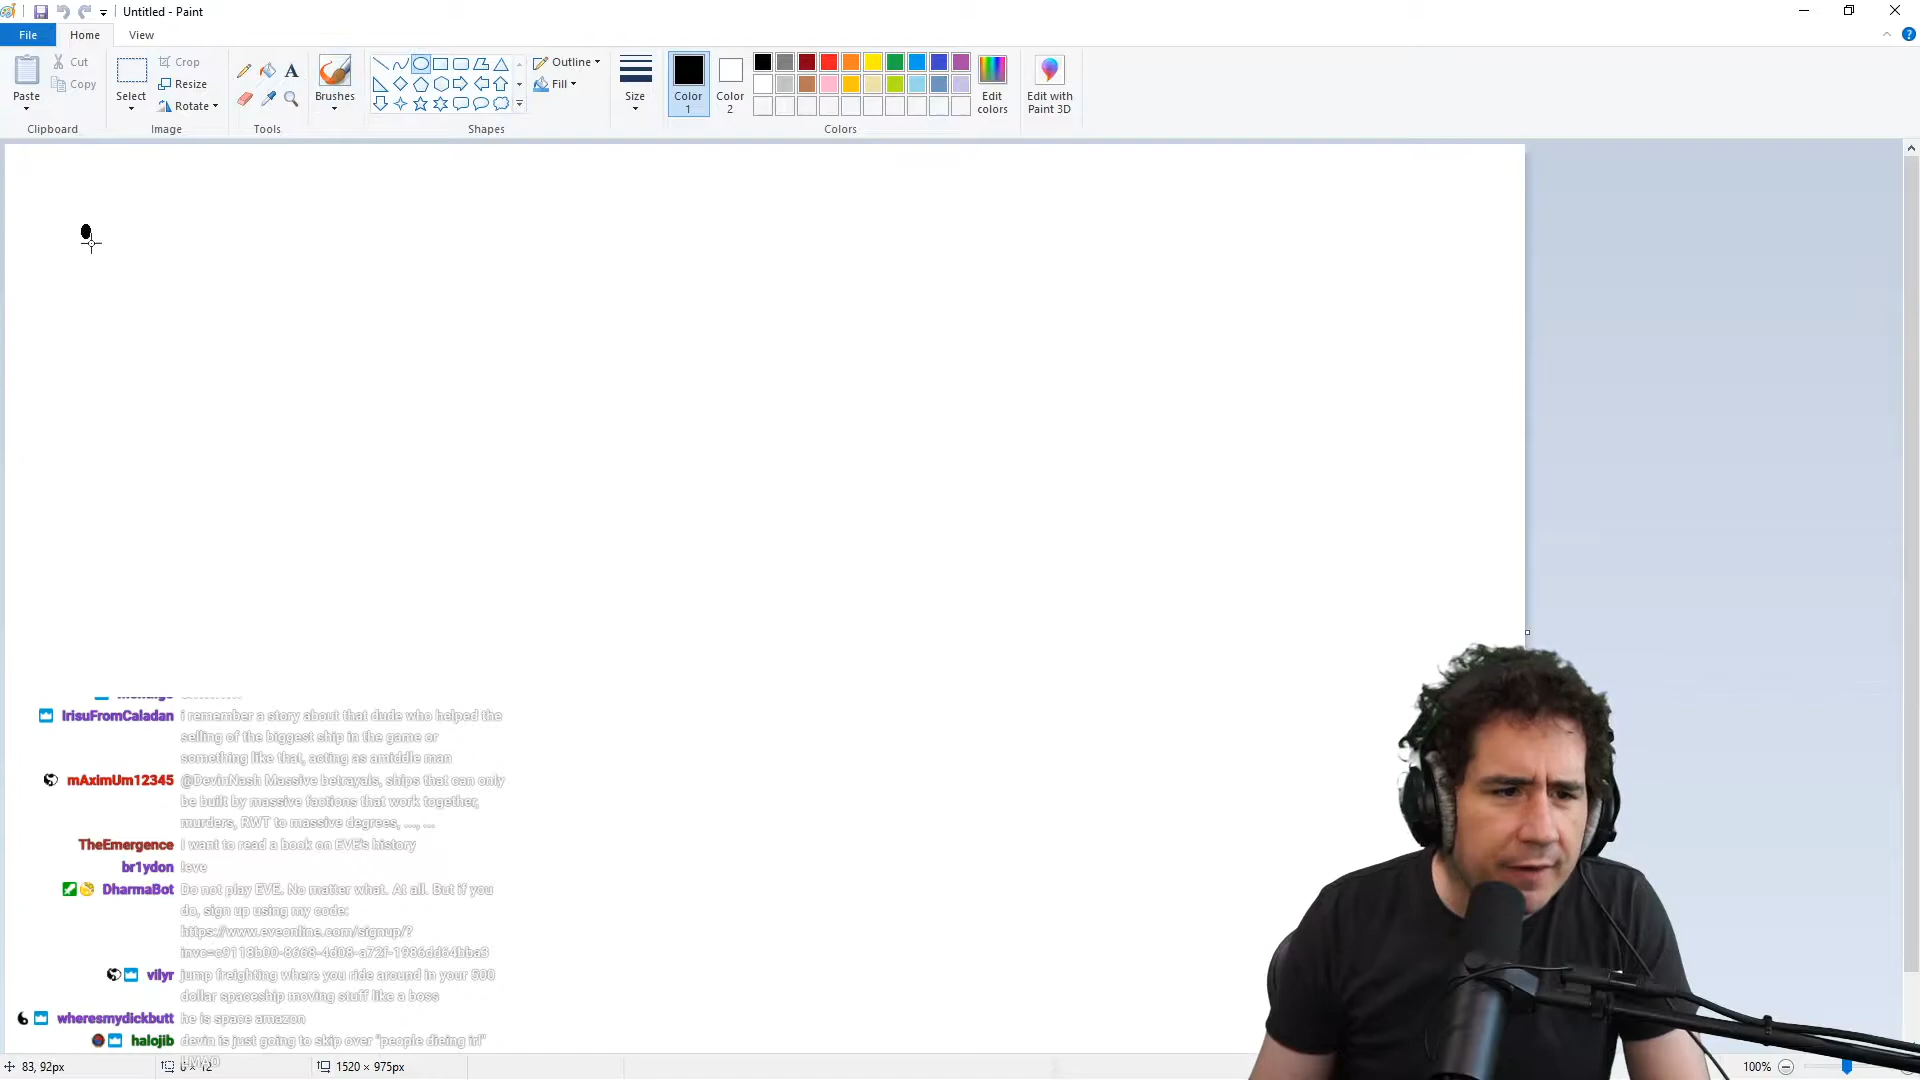 Untitled - Paint
File Home View
Paste
Cut
Copy
Clipboard
Select
Crop
Resize
Rotate
Image
Tools
Brushes
Shapes
Outline
Fill
Size
Color 1
Color 2
Edit colors
Colors
Edit with Paint 3D
IrisuFromCaladan i remember a story about that dude who helped the
selling of the biggest ship in the game or
something like that, acting as amiddle man
mAximUm12345 @DevinNash Massive betrayals, ships that can only
be built by massive factions that work together,
murders, RWT to massive degrees, ..., ...
TheEmergence I want to read a book on EVE's history
br1ydon !eve
DharmaBot Do not play EVE. No matter what. At all. But if you
do, sign up using my code:
https://www.eveonline.com/signup/?
invc=c9118b00-8668-4d08-a72f-1986dd64bba3
vilyr jump freighting where you ride around in your 500
dollar spaceship moving stuff like a boss
wheresmydickbutt he is space amazon
halojib devin is just going to skip over "people dieing irl"
LMAO
83, 92px
6 × 12
1520 × 975px
100%